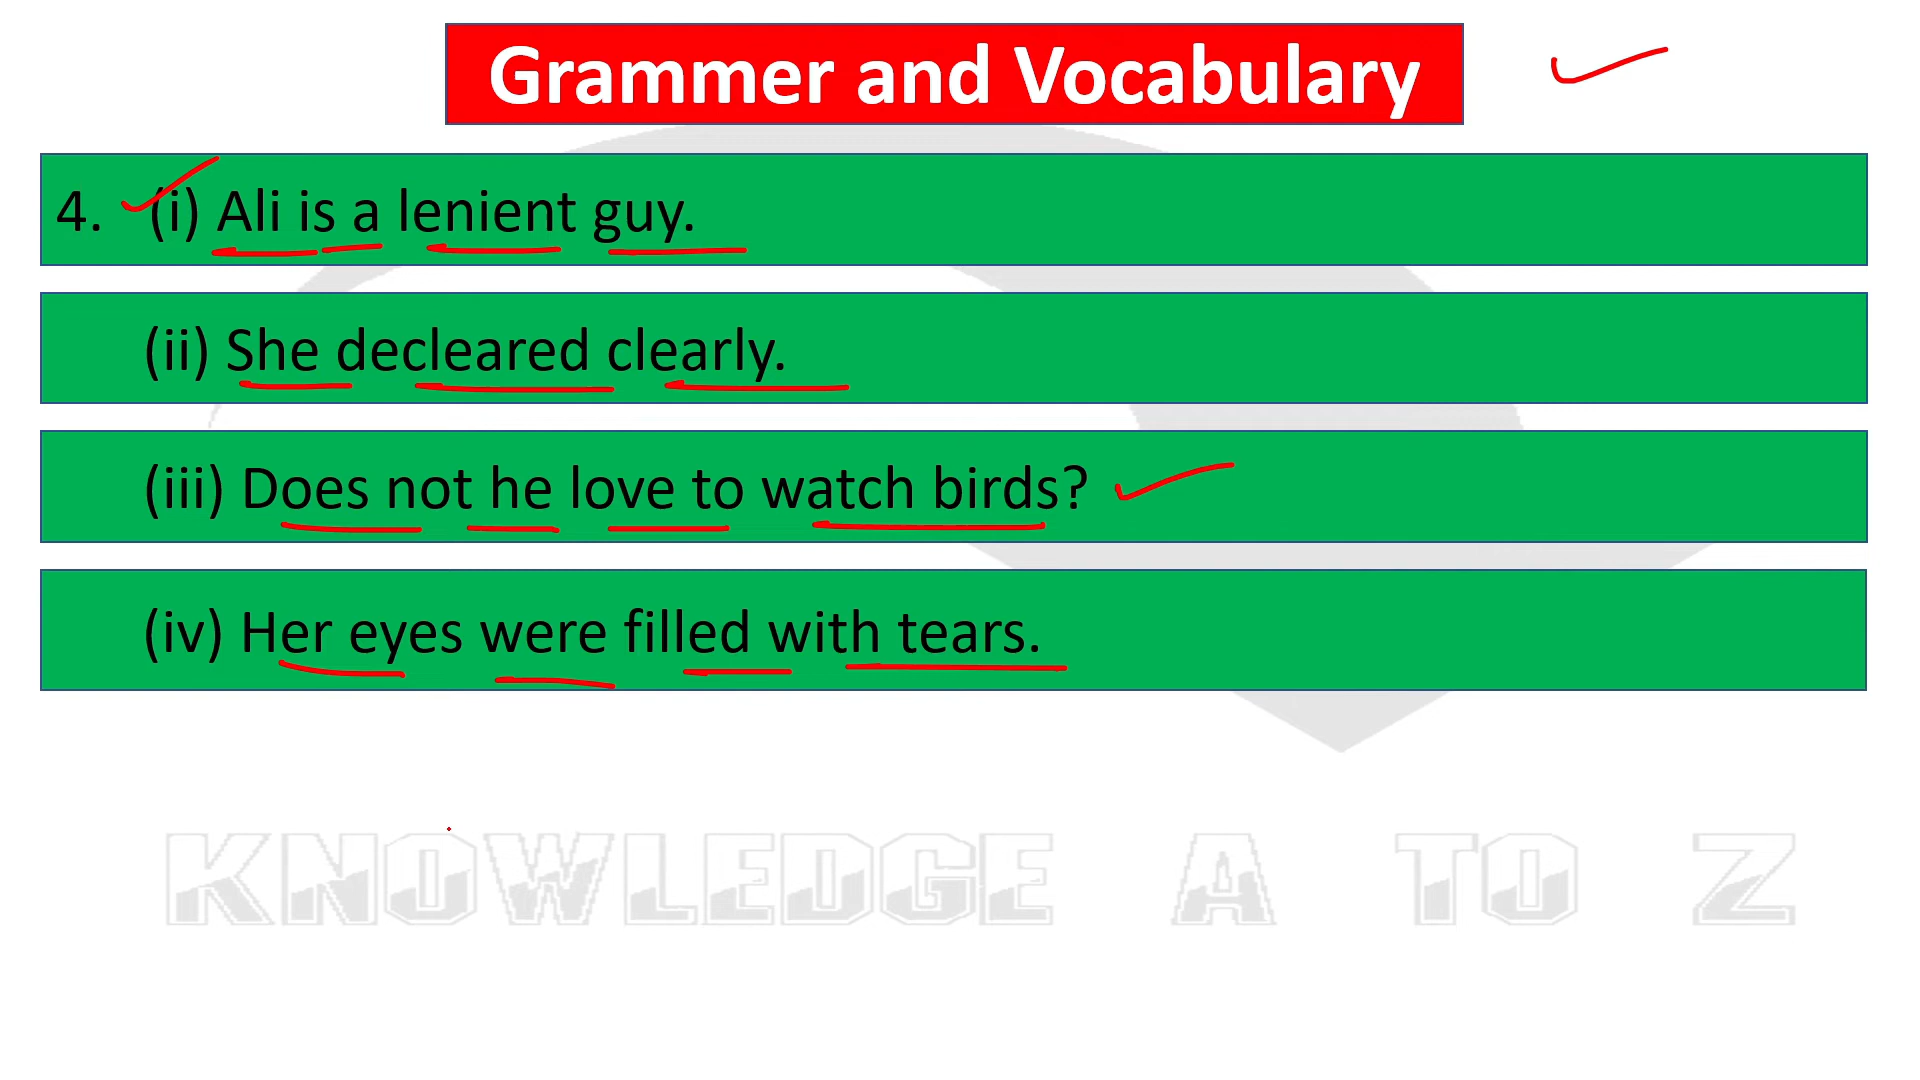 Grammer and Vocabulary
4. (i) Ali is a lenient guy.
(ii) She decleared clearly.
(iii) Does not he love to watch birds?
(iv) Her eyes were filled with tears.
KNOWLEDGE A TO Z